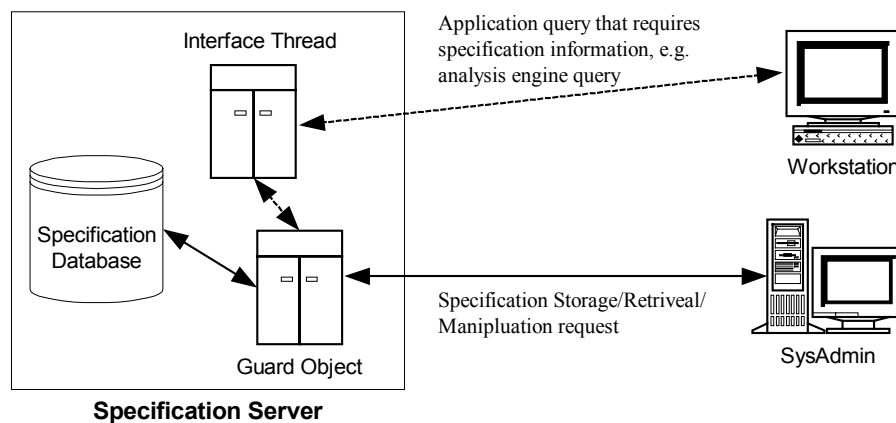 Interface Thread
Application query that requires
specification information, e.g.
analysis engine query
Workstation
Specification
Database
Specification Storage/Retriveal/
Manipluation request
Guard Object
SysAdmin
Specification Server